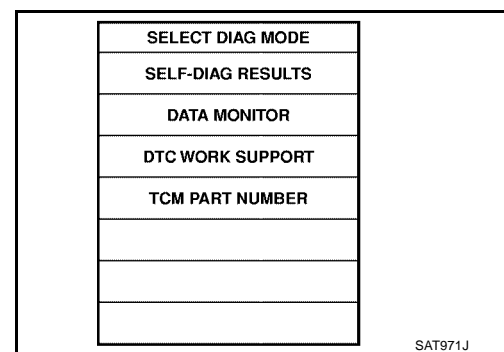 SELECT DIAG MODE
SELF-DIAG RESULTS
DATA MONITOR
DTC WORK SUPPORT
TCM PART NUMBER
SAT971J